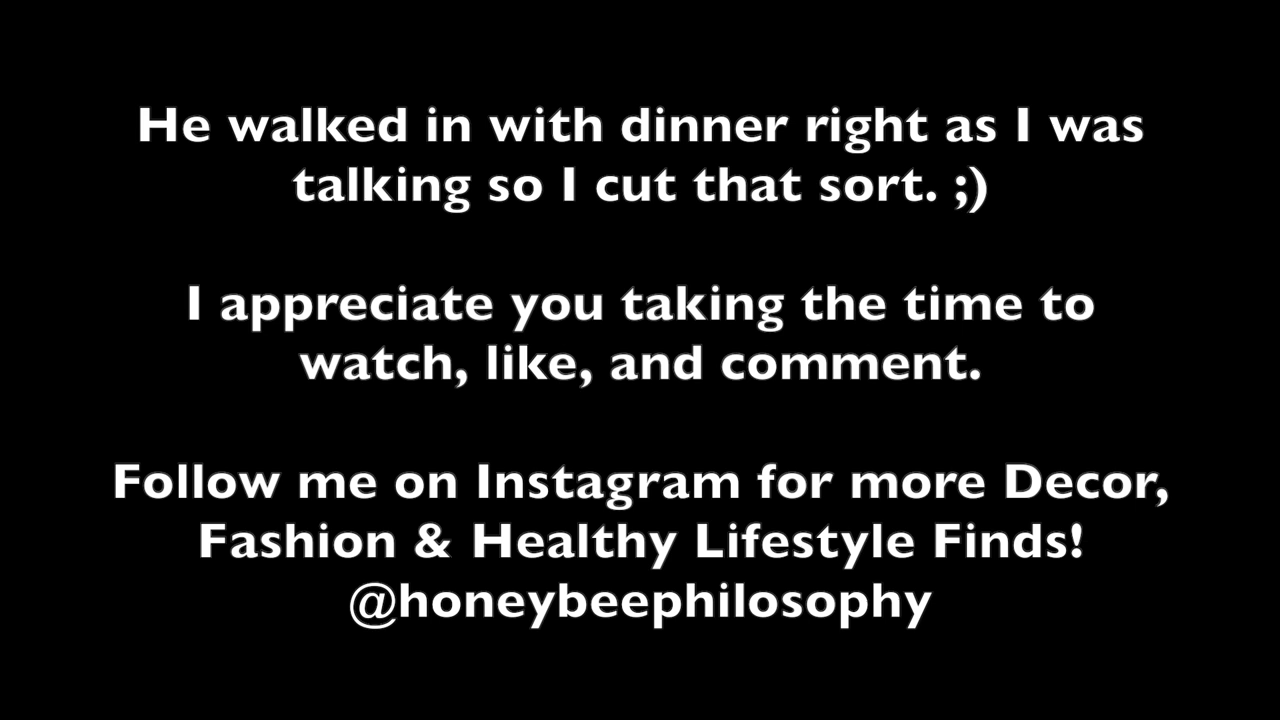 He walked in with dinner right as I was
talking so I cut that sort. ;)
I appreciate you taking the time to
watch, like, and comment.
Follow me on Instagram for more Decor,
Fashion & Healthy Lifestyle Finds!
@honeybeephilosophy